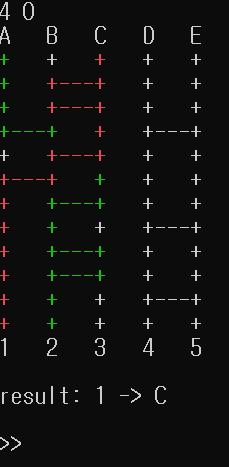 4 0
A   B   C   D   E
+   +   +   +   +
+   +---+   +   +
+   +---+   +   +
+---+   +   +---+
+   +---+   +   +
+---+   +   +   +
+   +---+   +   +
+   +   +   +---+
+   +---+   +   +
+   +---+   +   +
+   +   +   +---+
+   +   +   +   +
1   2   3   4   5
result: 1 -> C
>>